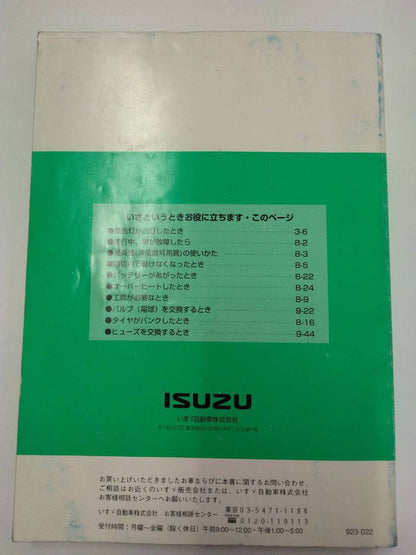 いざというときお役に立ちます・このページ
●警告灯が点灯したとき 3-6
●走行中、車が故障したら 8-2
●発炎筒(非常信号用具)の使いかた 8-3
●踏切内で動けなくなったとき 8-5
●バッテリーがあがったとき 8-22
●オーバーヒートしたとき 8-24
●工具が必要なとき 8-9
●バルブ（電球）を交換するとき 9-22
●タイヤがパンクしたとき 8-16
●ヒューズを交換するとき 9-44
ISUZU
いすゞ自動車株式会社
お買い上げいただきましたお車ならびに本書に関するお問い合わせ、
ご相談はお近くのいすゞ販売会社または、いすゞ自動車株式会社
お客様相談センターへお願いいたします。
いすゞ自動車株式会社 お客様相談センター 東京03-5471-1188
0120-119113
受付時間：月曜～金曜（除く休日）午前9:00～12:00・午後1:00～5:00
923-022